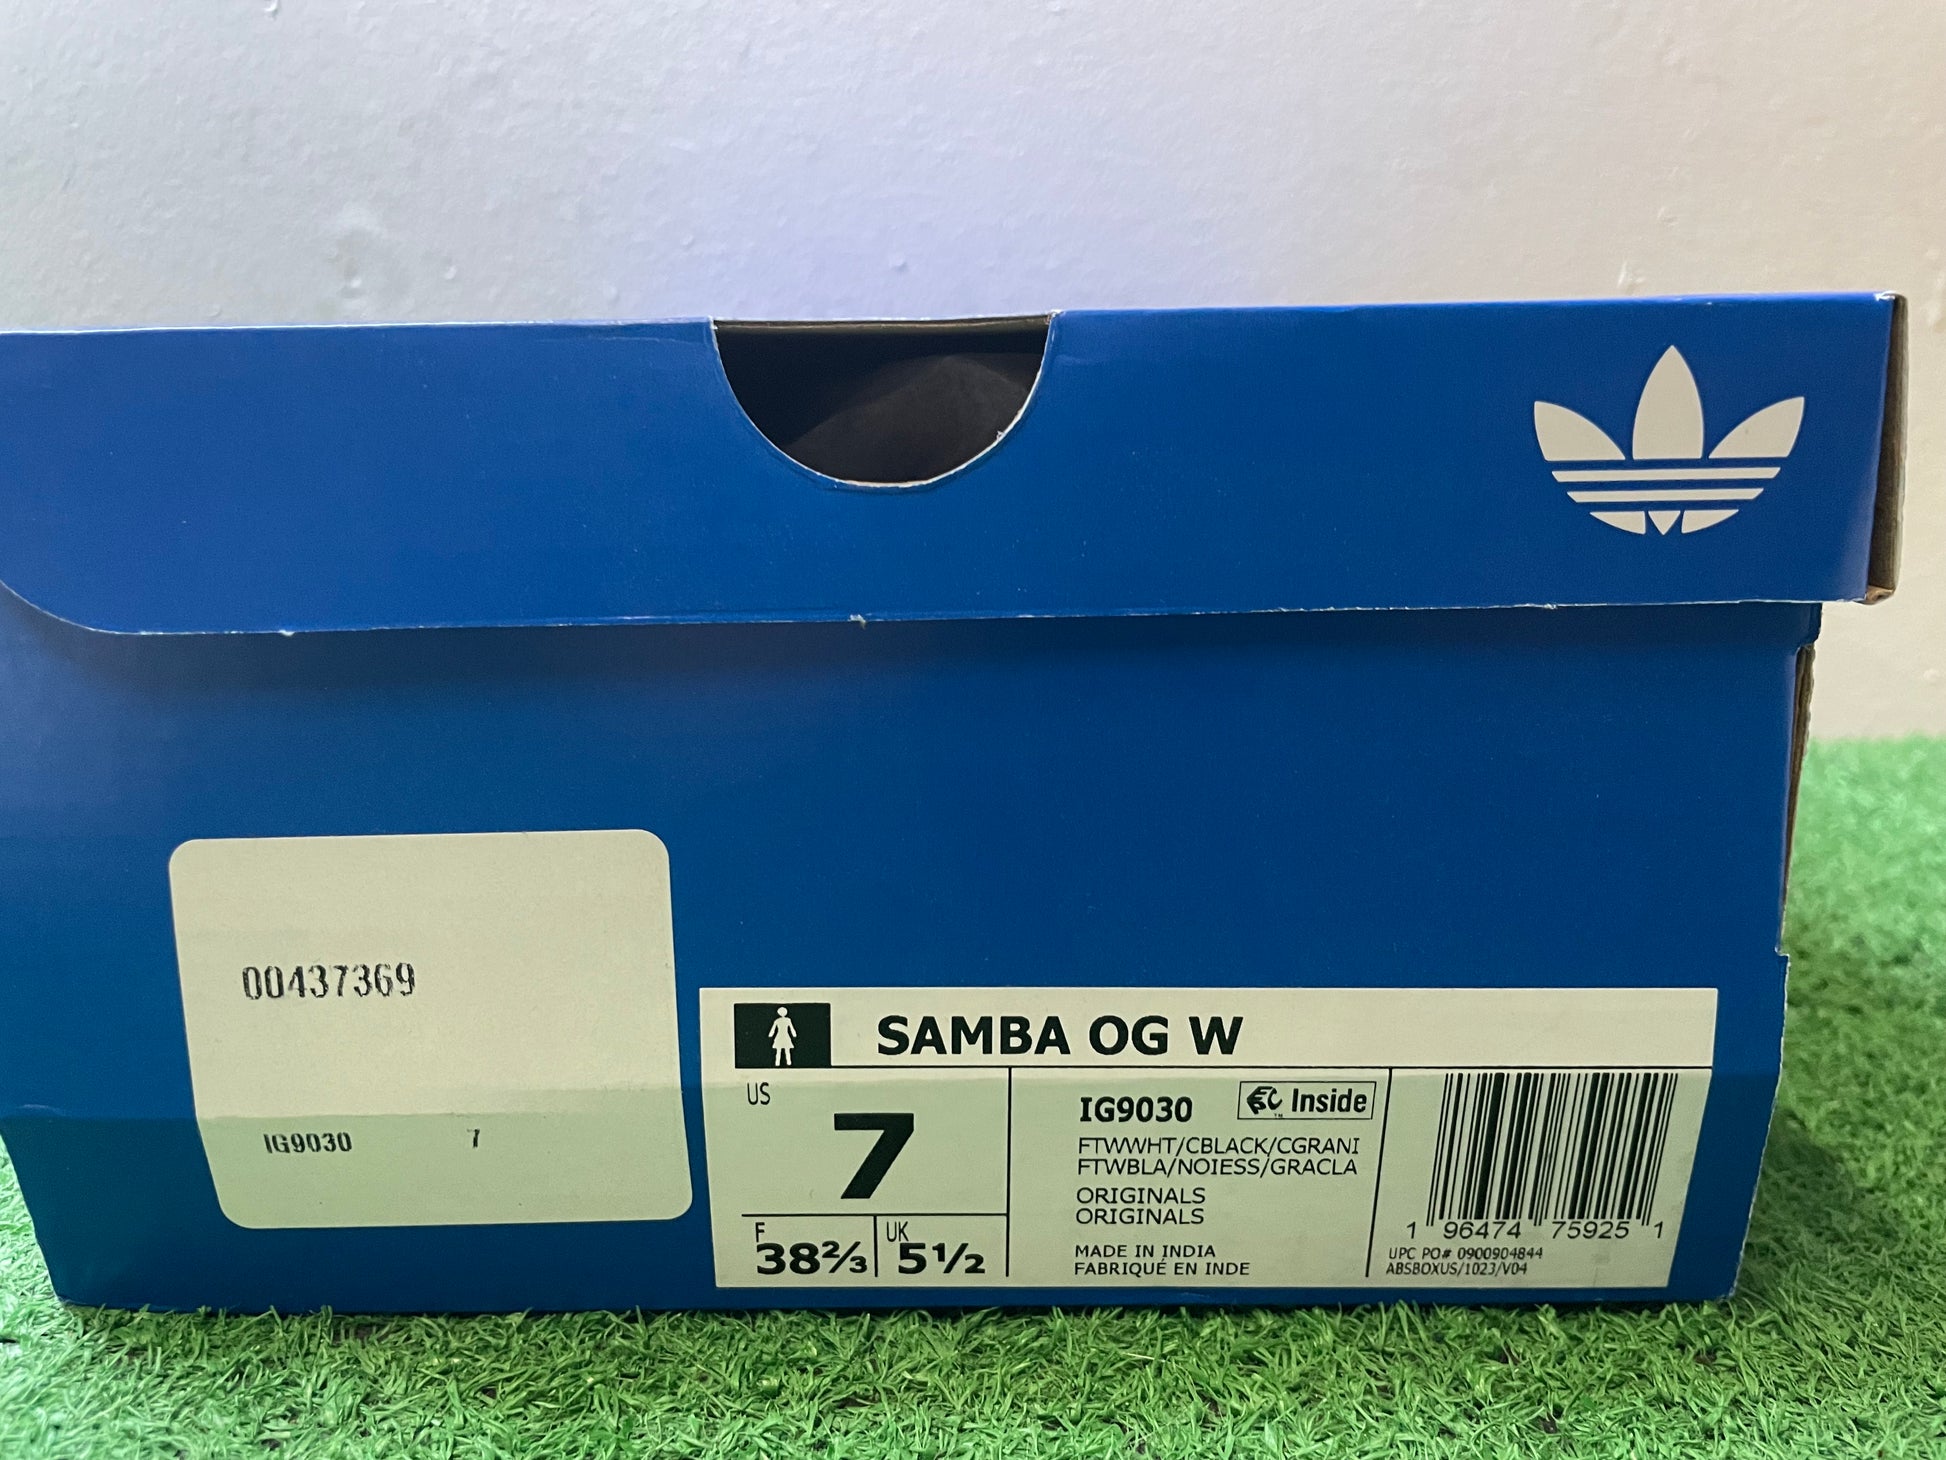 00437369
IG9030 7
SAMBA OG W
US
7
F
38⅔
UK
5½
IG9030
EC Inside
™
FTWWHT/CBLACK/CGRANI
FTWBLA/NOIESS/GRACLA
ORIGINALS
ORIGINALS
MADE IN INDIA
FABRIQUÉ EN INDE
1 96474 75925 1
UPC PO# 0900904844
ABSBOXUS/1023/V04